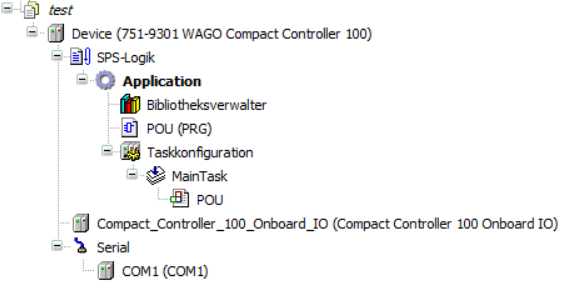 test
Device (751-9301 WAGO Compact Controller 100)
SPS-Logik
Application
Bibliotheksverwalter
POU (PRG)
Taskkonfiguration
MainTask
POU
Compact_Controller_100_Onboard_IO (Compact Controller 100 Onboard IO)
Serial
COM1 (COM1)